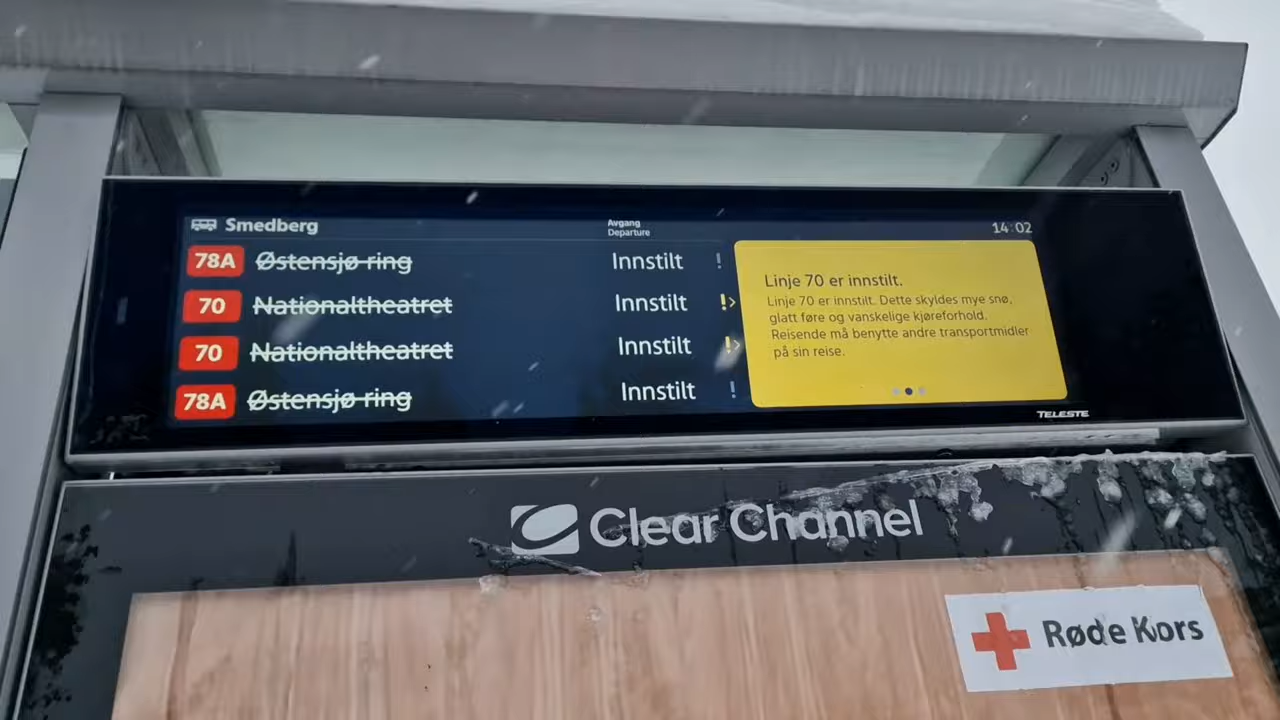 Smedberg
Avgang
Departure
14:02
78A Østensjø ring Innstilt !
70 Nationaltheatret Innstilt !>
70 Nationaltheatret Innstilt !>
78A Østensjø ring Innstilt !
Linje 70 er innstilt.
Linje 70 er innstilt. Dette skyldes mye snø,
glatt føre og vanskelige kjøreforhold.
Reisende må benytte andre transportmidler
på sin reise.
TELESTE
Clear Channel
Røde Kors